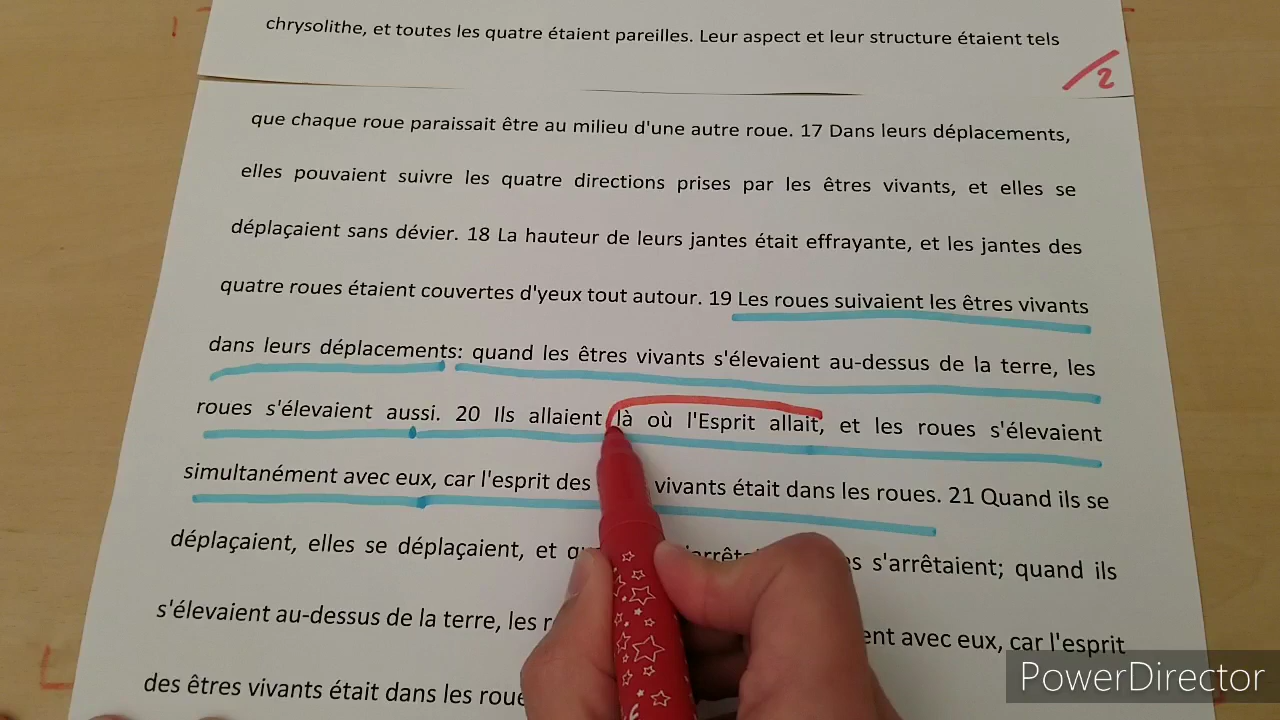 chrysolithe, et toutes les quatre étaient pareilles. Leur aspect et leur structure étaient tels
/2
que chaque roue paraissait être au milieu d'une autre roue. 17 Dans leurs déplacements,
elles pouvaient suivre les quatre directions prises par les êtres vivants, et elles se
déplaçaient sans dévier. 18 La hauteur de leurs jantes était effrayante, et les jantes des
quatre roues étaient couvertes d'yeux tout autour. 19 Les roues suivaient les êtres vivants
dans leurs déplacements: quand les êtres vivants s'élevaient au-dessus de la terre, les
roues s'élevaient aussi. 20 Ils allaient là où l'Esprit allait, et les roues s'élevaient
simultanément avec eux, car l'esprit des vivants était dans les roues. 21 Quand ils se
déplaçaient, elles se déplaçaient, et s'arrêtaient; quand ils
s'élevaient au-dessus de la terre, les avec eux, car l'esprit
des êtres vivants était dans les
PowerDirector